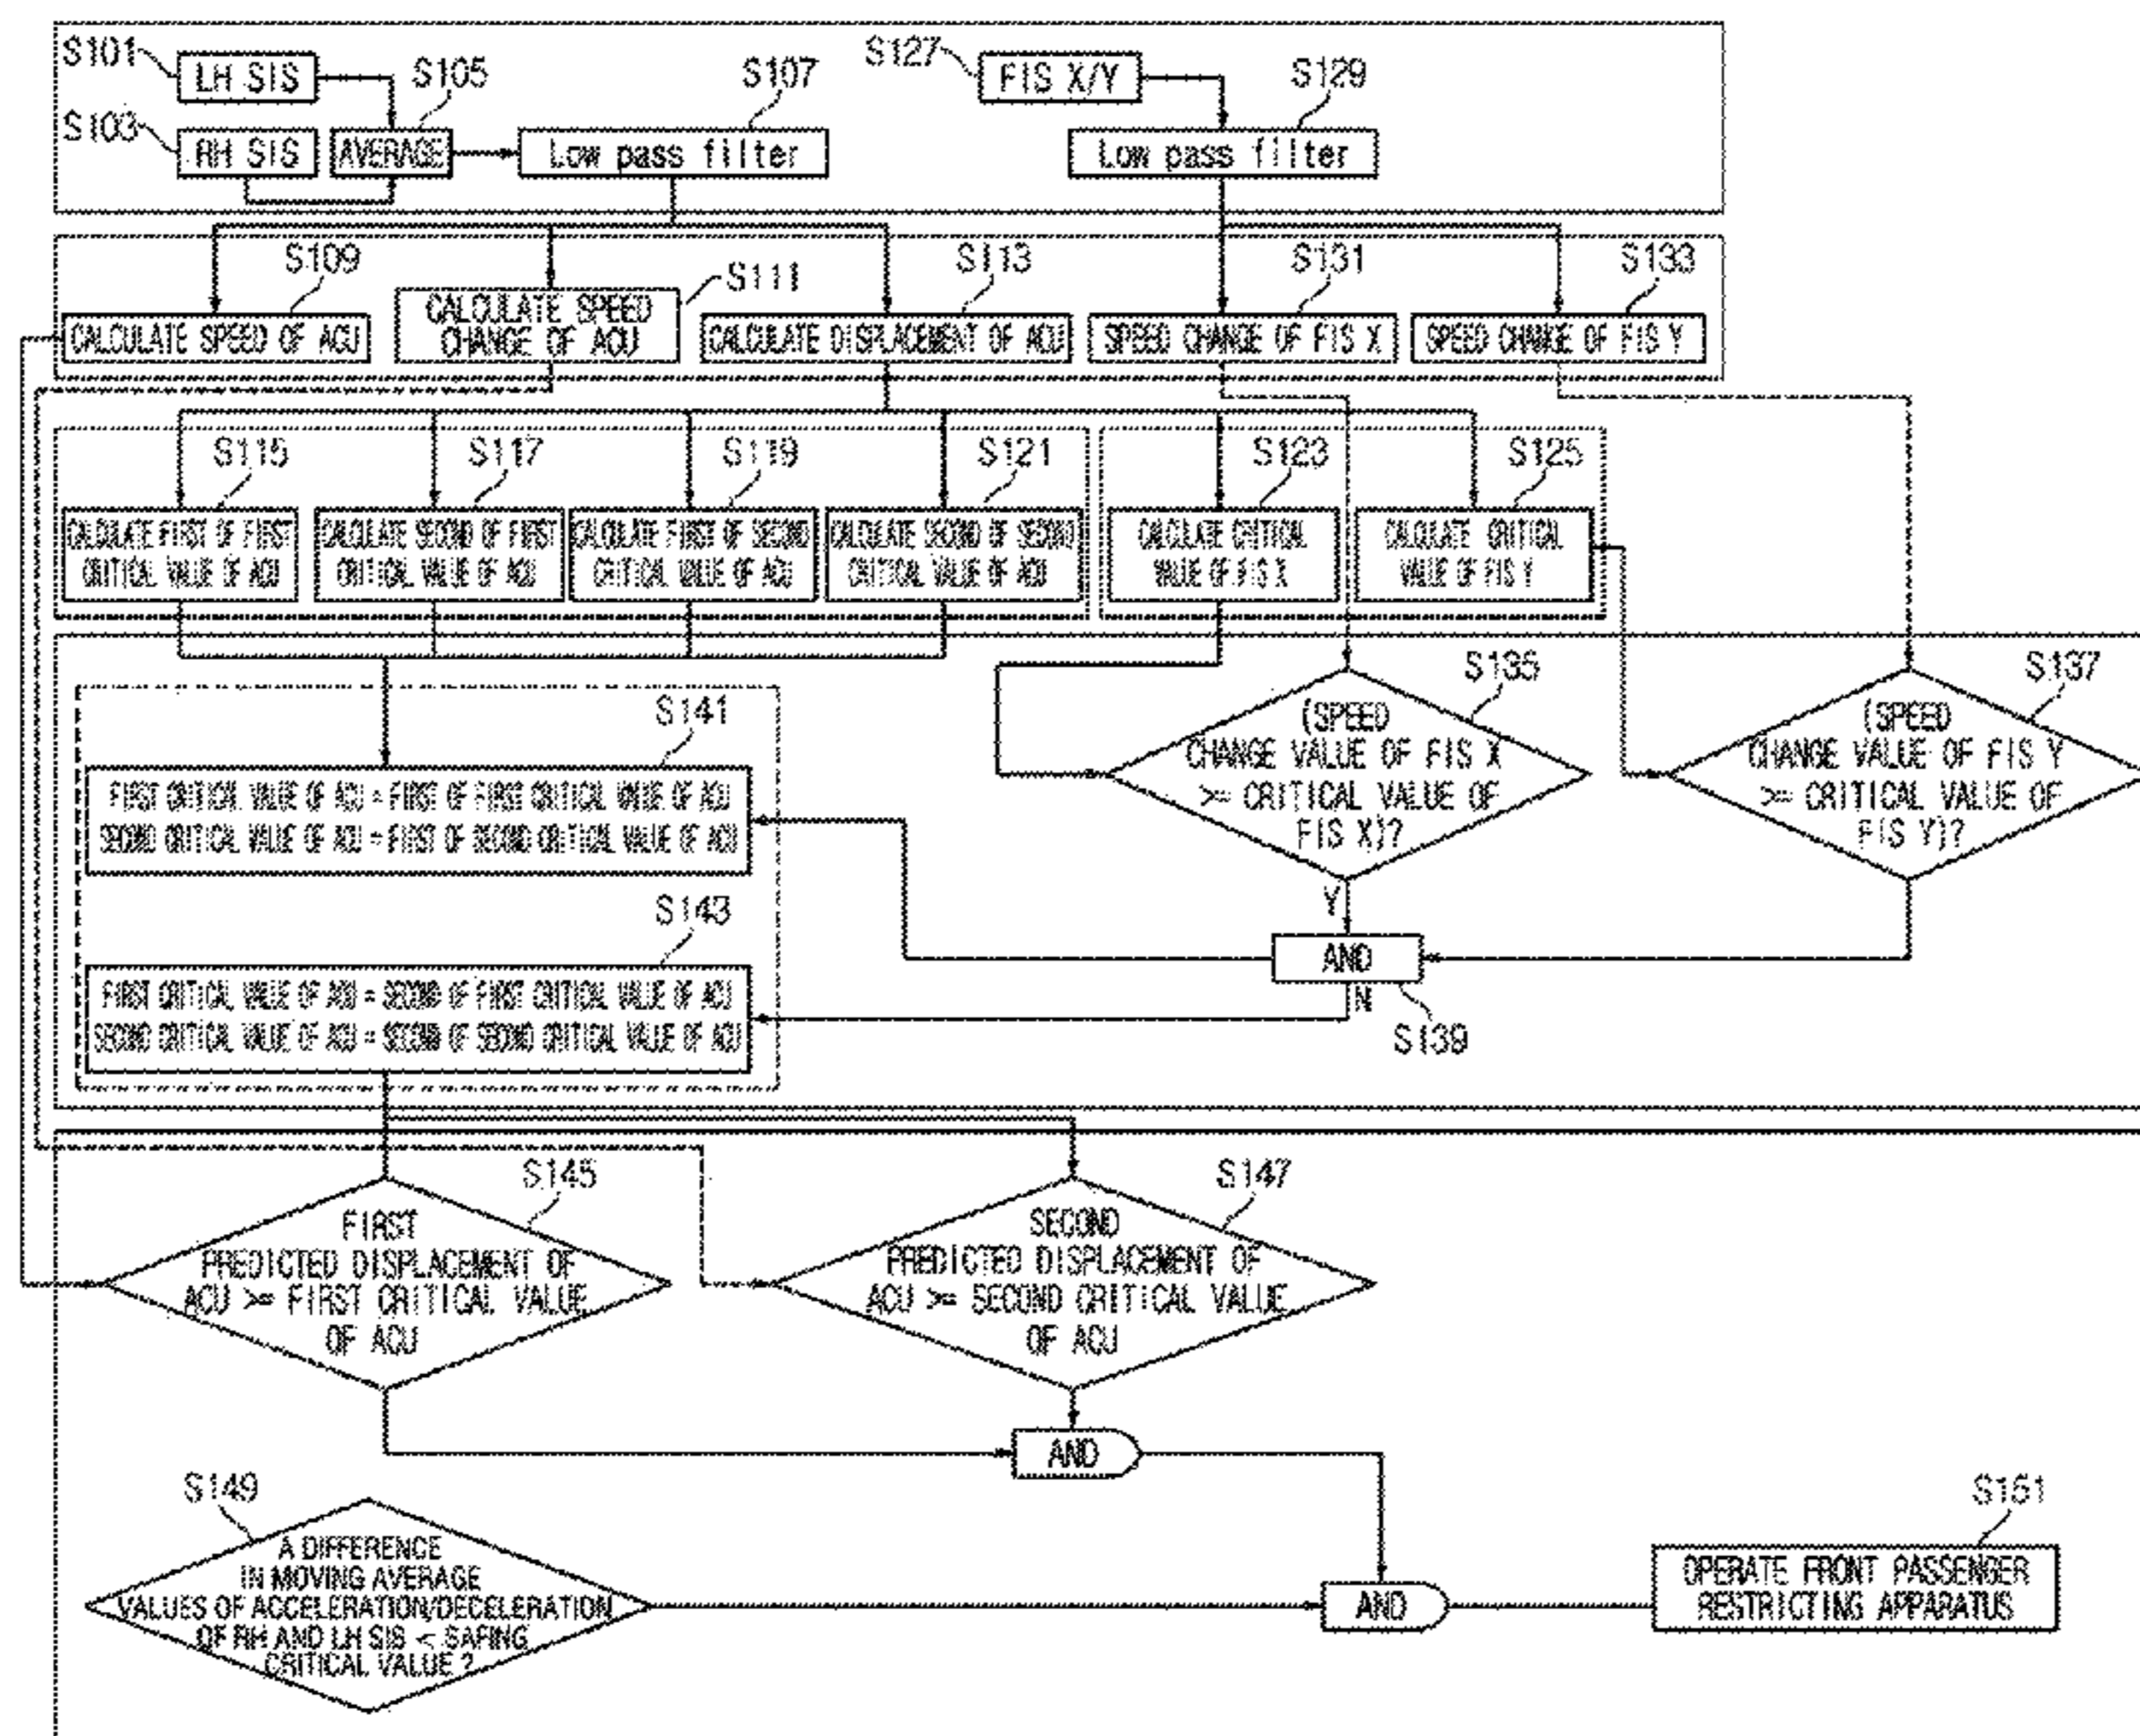 S101
LH SIS
S103
RH SIS
S105
AVERAGE
S107
Low pass filter
S127
FIS X/Y
S129
Low pass filter
S109
CALCULATE SPEED OF ACU
S111
CALCULATE SPEED
CHANGE OF ACU
S113
CALCULATE DISPLACEMENT OF ACU
S131
SPEED CHANGE OF FIS X
S133
SPEED CHANGE OF FIS Y
S115
CALCULATE FIRST OF FIRST
CRITICAL VALUE OF ACU
S117
CALCULATE SECOND OF FIRST
CRITICAL VALUE OF ACU
S119
CALCULATE FIRST OF SECOND
CRITICAL VALUE OF ACU
S121
CALCULATE SECOND OF SECOND
CRITICAL VALUE OF ACU
S123
CALCULATE CRITICAL
VALUE OF FIS X
S125
CALCULATE CRITICAL
VALUE OF FIS Y
S135
(SPEED
CHANGE VALUE OF FIS X
>= CRITICAL VALUE OF
FIS X)?
Y
S137
(SPEED
CHANGE VALUE OF FIS Y
>= CRITICAL VALUE OF
FIS Y)?
S141
FIRST CRITICAL VALUE OF ACU = FIRST OF FIRST CRITICAL VALUE OF ACU
SECOND CRITICAL VALUE OF ACU = FIRST OF SECOND CRITICAL VALUE OF ACU
AND
N
S139
S143
FIRST CRITICAL VALUE OF ACU = SECOND OF FIRST CRITICAL VALUE OF ACU
SECOND CRITICAL VALUE OF ACU = SECOND OF SECOND CRITICAL VALUE OF ACU
S145
FIRST
PREDICTED DISPLACEMENT OF
ACU >= FIRST CRITICAL VALUE
OF ACU
S147
SECOND
PREDICTED DISPLACEMENT OF
ACU >= SECOND CRITICAL VALUE
OF ACU
AND
S149
A DIFFERENCE
IN MOVING AVERAGE
VALUES OF ACCELERATION/DECELERATION
OF RH AND LH SIS < SAFING
CRITICAL VALUE ?
AND
S151
OPERATE FRONT PASSENGER
RESTRICTING APPARATUS